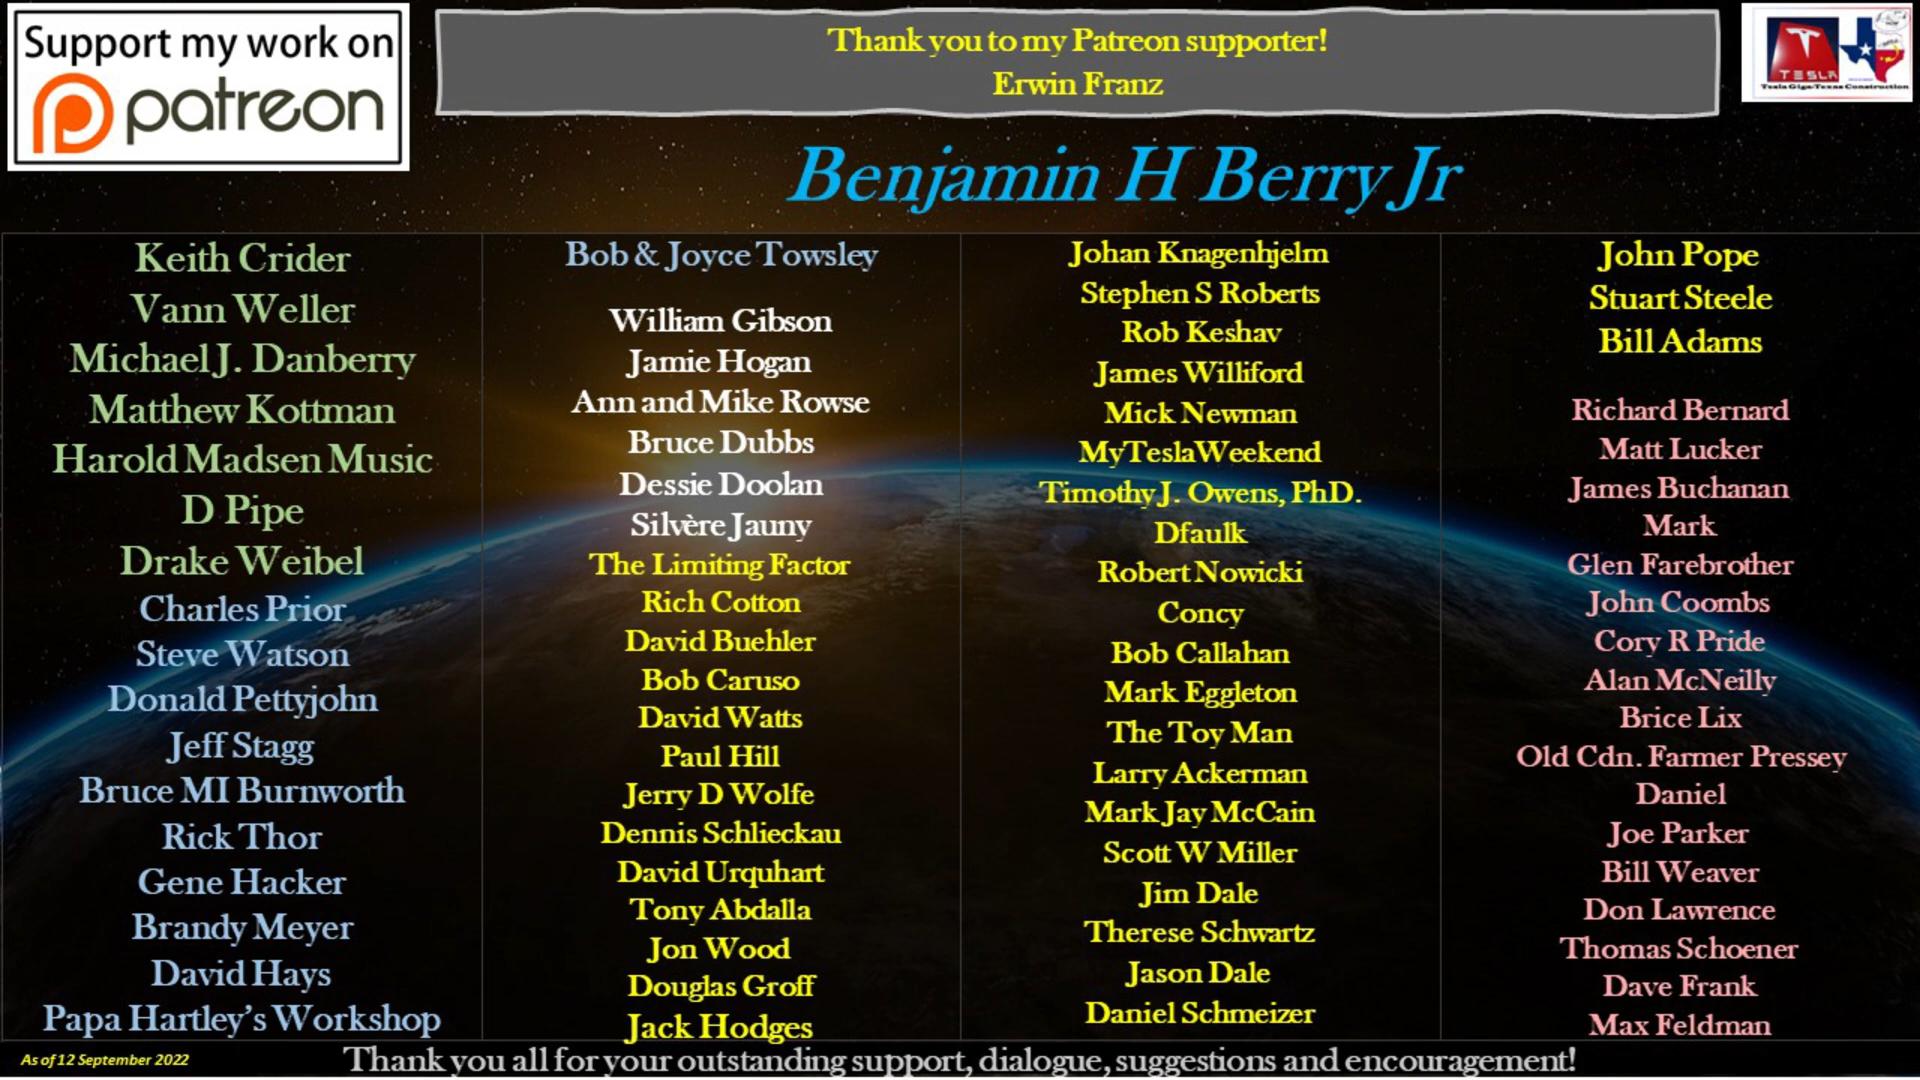 Support my work on
patreon
Thank you to my Patreon supporter!
Erwin Franz
TESLA
Tesla Giga-Texas Construction
Benjamin H Berry Jr
Keith Crider
Vann Weller
Michael J. Danberry
Matthew Kottman
Harold Madsen Music
D Pipe
Drake Weibel
Charles Prior
Steve Watson
Donald Pettyjohn
Jeff Stagg
Bruce MI Burnworth
Rick Thor
Gene Hacker
Brandy Meyer
David Hays
Papa Hartley's Workshop
Bob & Joyce Towsley
William Gibson
Jamie Hogan
Ann and Mike Rowse
Bruce Dubbs
Dessie Doolan
Silvère Jauny
The Limiting Factor
Rich Cotton
David Buehler
Bob Caruso
David Watts
Paul Hill
Jerry D Wolfe
Dennis Schlieckau
David Urquhart
Tony Abdalla
Jon Wood
Douglas Groff
Jack Hodges
Johan Knagenhjelm
Stephen S Roberts
Rob Keshav
James Williford
Mick Newman
MyTeslaWeekend
Timothy J. Owens, PhD.
Dfaulk
Robert Nowicki
Concy
Bob Callahan
Mark Eggleton
The Toy Man
Larry Ackerman
Mark Jay McCain
Scott W Miller
Jim Dale
Therese Schwartz
Jason Dale
Daniel Schmeizer
John Pope
Stuart Steele
Bill Adams
Richard Bernard
Matt Lucker
James Buchanan
Mark
Glen Farebrother
John Coombs
Cory R Pride
Alan McNeilly
Brice Lix
Old Cdn. Farmer Pressey
Daniel
Joe Parker
Bill Weaver
Don Lawrence
Thomas Schoener
Dave Frank
Max Feldman
As of 12 September 2022
Thank you all for your outstanding support, dialogue, suggestions and encouragement!